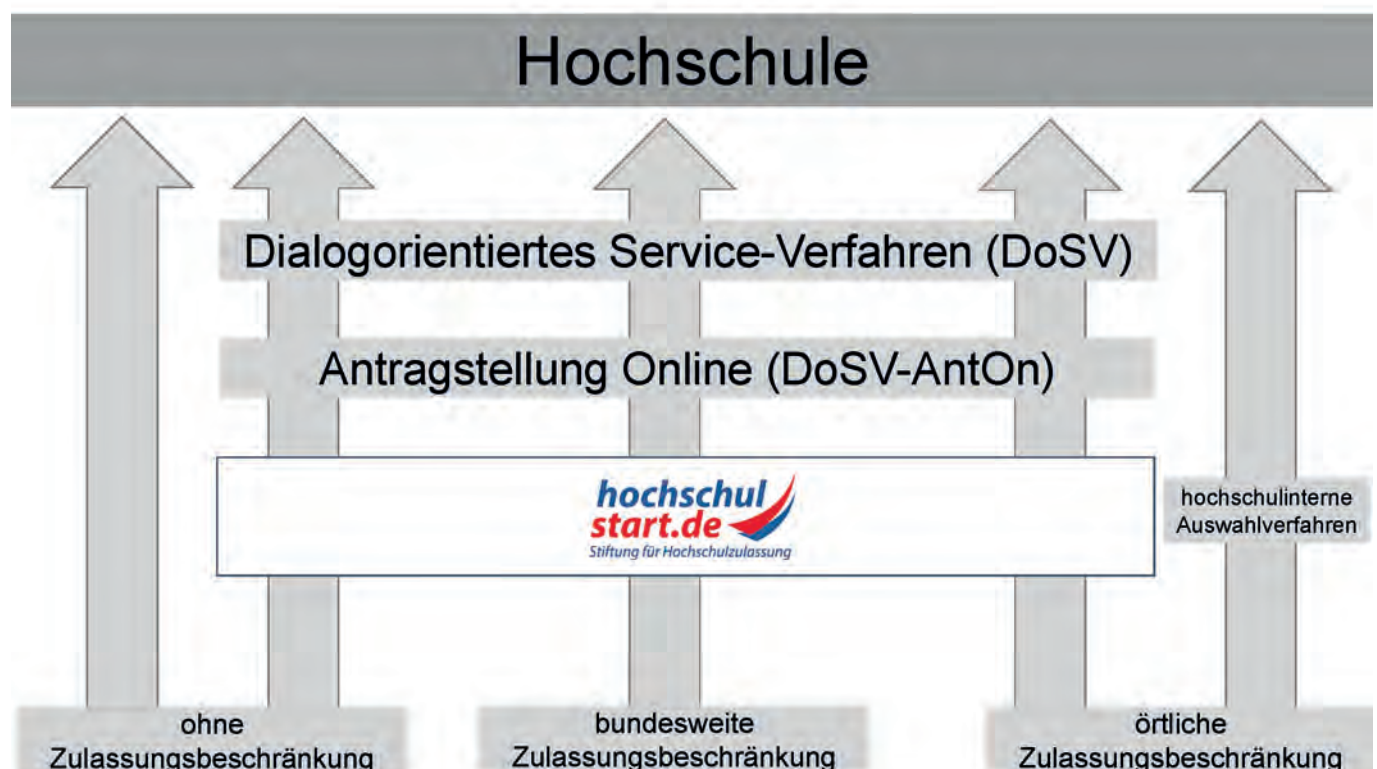 Hochschule
Dialogorientiertes Service-Verfahren (DoSV)
Antragstellung Online (DoSV-AntOn)
hochschul
start.de
Stiftung für Hochschulzulassung
hochschulinterne
Auswahlverfahren
ohne
Zulassungsbeschränkung
bundesweite
Zulassungsbeschränkung
örtliche
Zulassungsbeschränkung